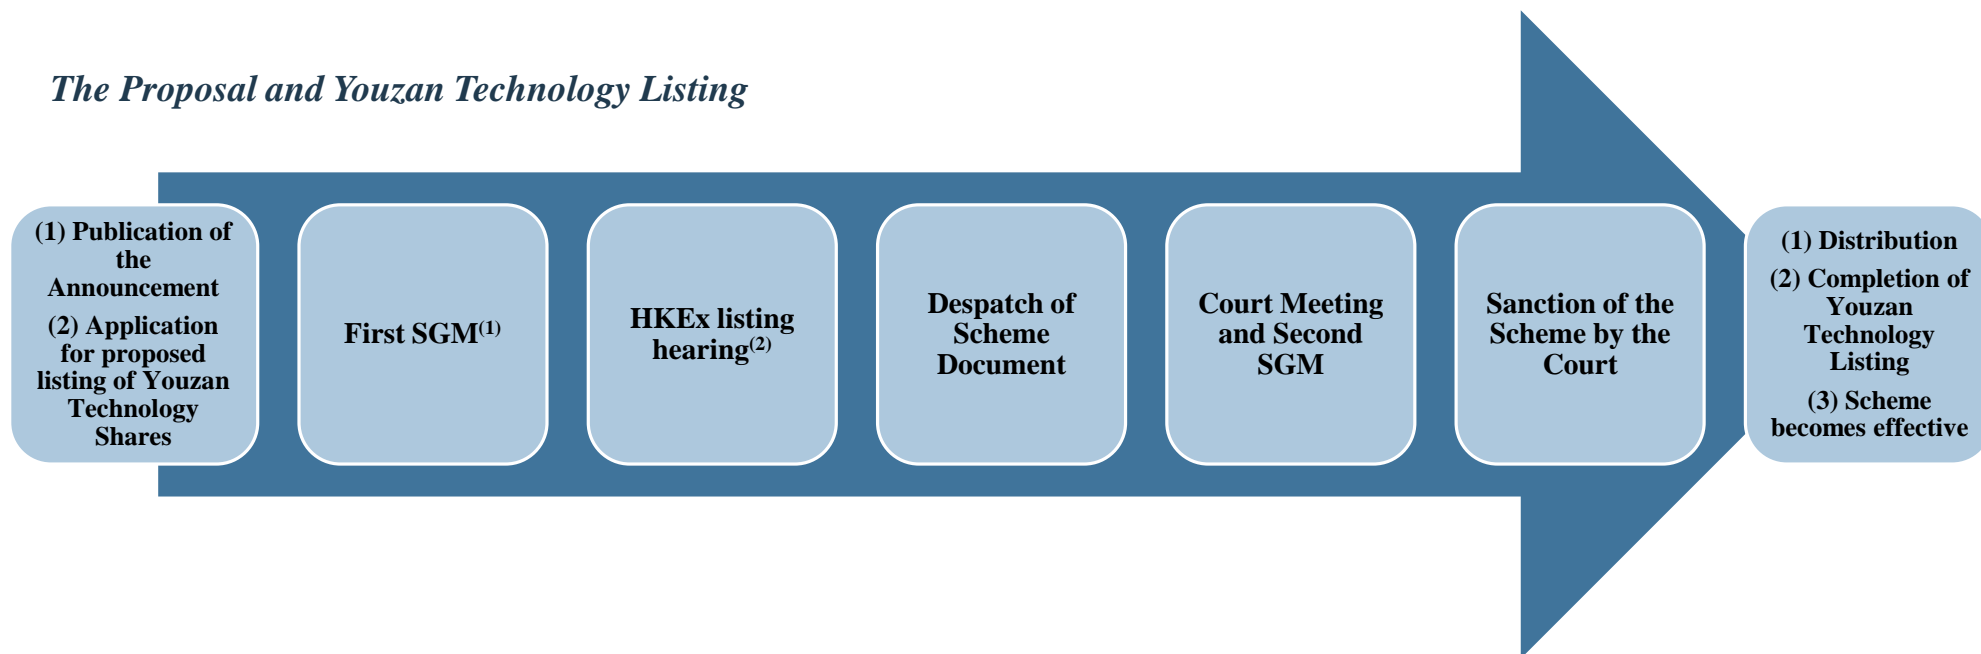 The Proposal and Youzan Technology Listing
(1) Publication of
the
Announcement
(2) Application
for proposed
listing of Youzan
Technology
Shares
First SGM(1)
HKEx listing
hearing(2)
Despatch of
Scheme
Document
Court Meeting
and Second
SGM
Sanction of the
Scheme by the
Court
(1) Distribution
(2) Completion of
Youzan
Technology
Listing
(3) Scheme
becomes effective